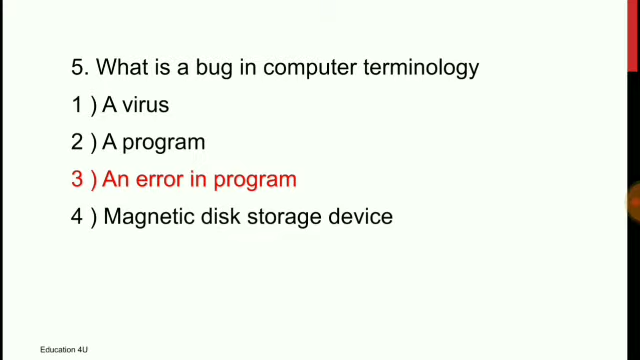 5. What is a bug in computer terminology
1 ) A virus
2 ) A program
3 ) An error in program
4 ) Magnetic disk storage device
Education 4U